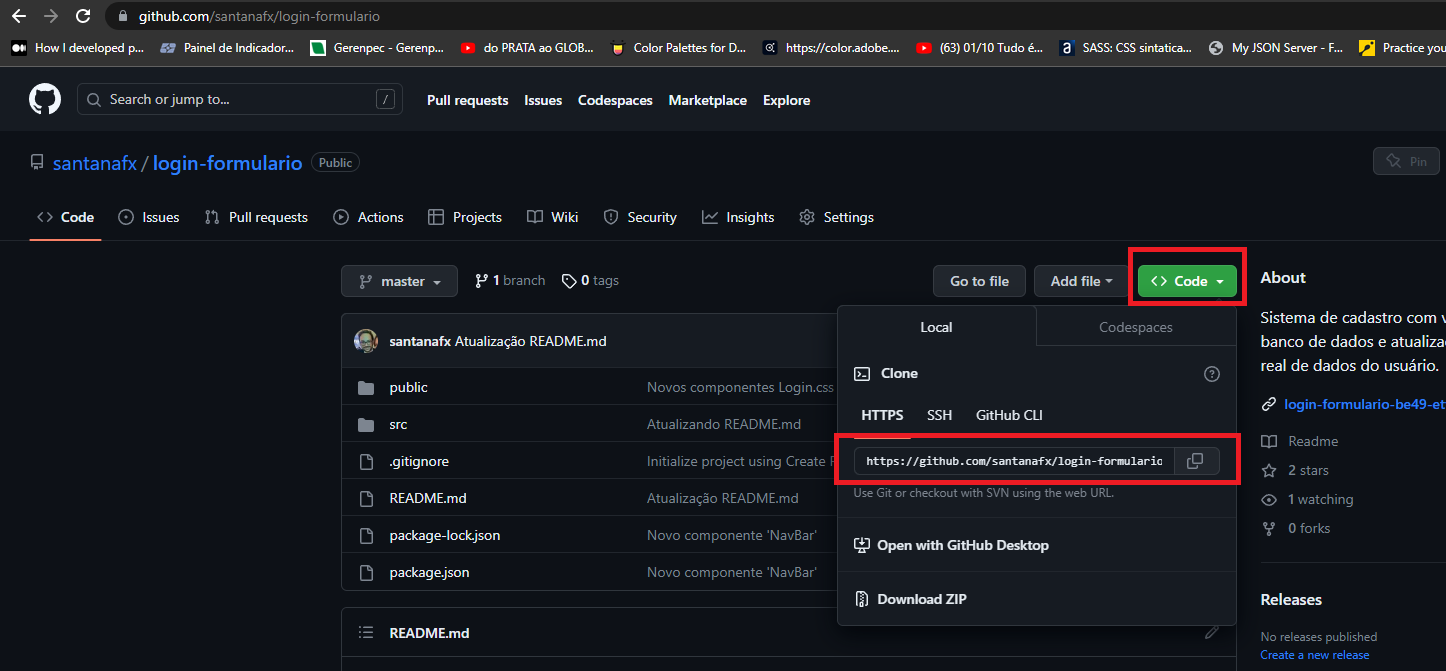 github.com/santanafx/login-formulario
How I developed p... Painel de Indicador... Gerenpec - Gerenp... do PRATA ao GLOB... Color Palettes for D... https://color.adobe.... (63) 01/10 Tudo é... SASS: CSS sintatica... My JSON Server - F... Practice you
Search or jump to... / Pull requests Issues Codespaces Marketplace Explore
santanafx / login-formulario Public Pin
Code Issues Pull requests Actions Projects Wiki Security Insights Settings
master 1 branch 0 tags Go to file Add file Code
santanafx Atualização README.md
public Novos componentes Login.css
src Atualizando README.md
.gitignore Initialize project using Create
README.md Atualização README.md
package-lock.json Novo componente 'NavBar'
package.json Novo componente 'NavBar'
README.md
Local Codespaces
Clone
HTTPS SSH GitHub CLI
https://github.com/santanafx/login-formulario
Use Git or checkout with SVN using the web URL.
Open with GitHub Desktop
Download ZIP
About
Sistema de cadastro com v
banco de dados e atualiza
real de dados do usuário.
login-formulario-be49-et
Readme
2 stars
1 watching
0 forks
Releases
No releases published
Create a new release